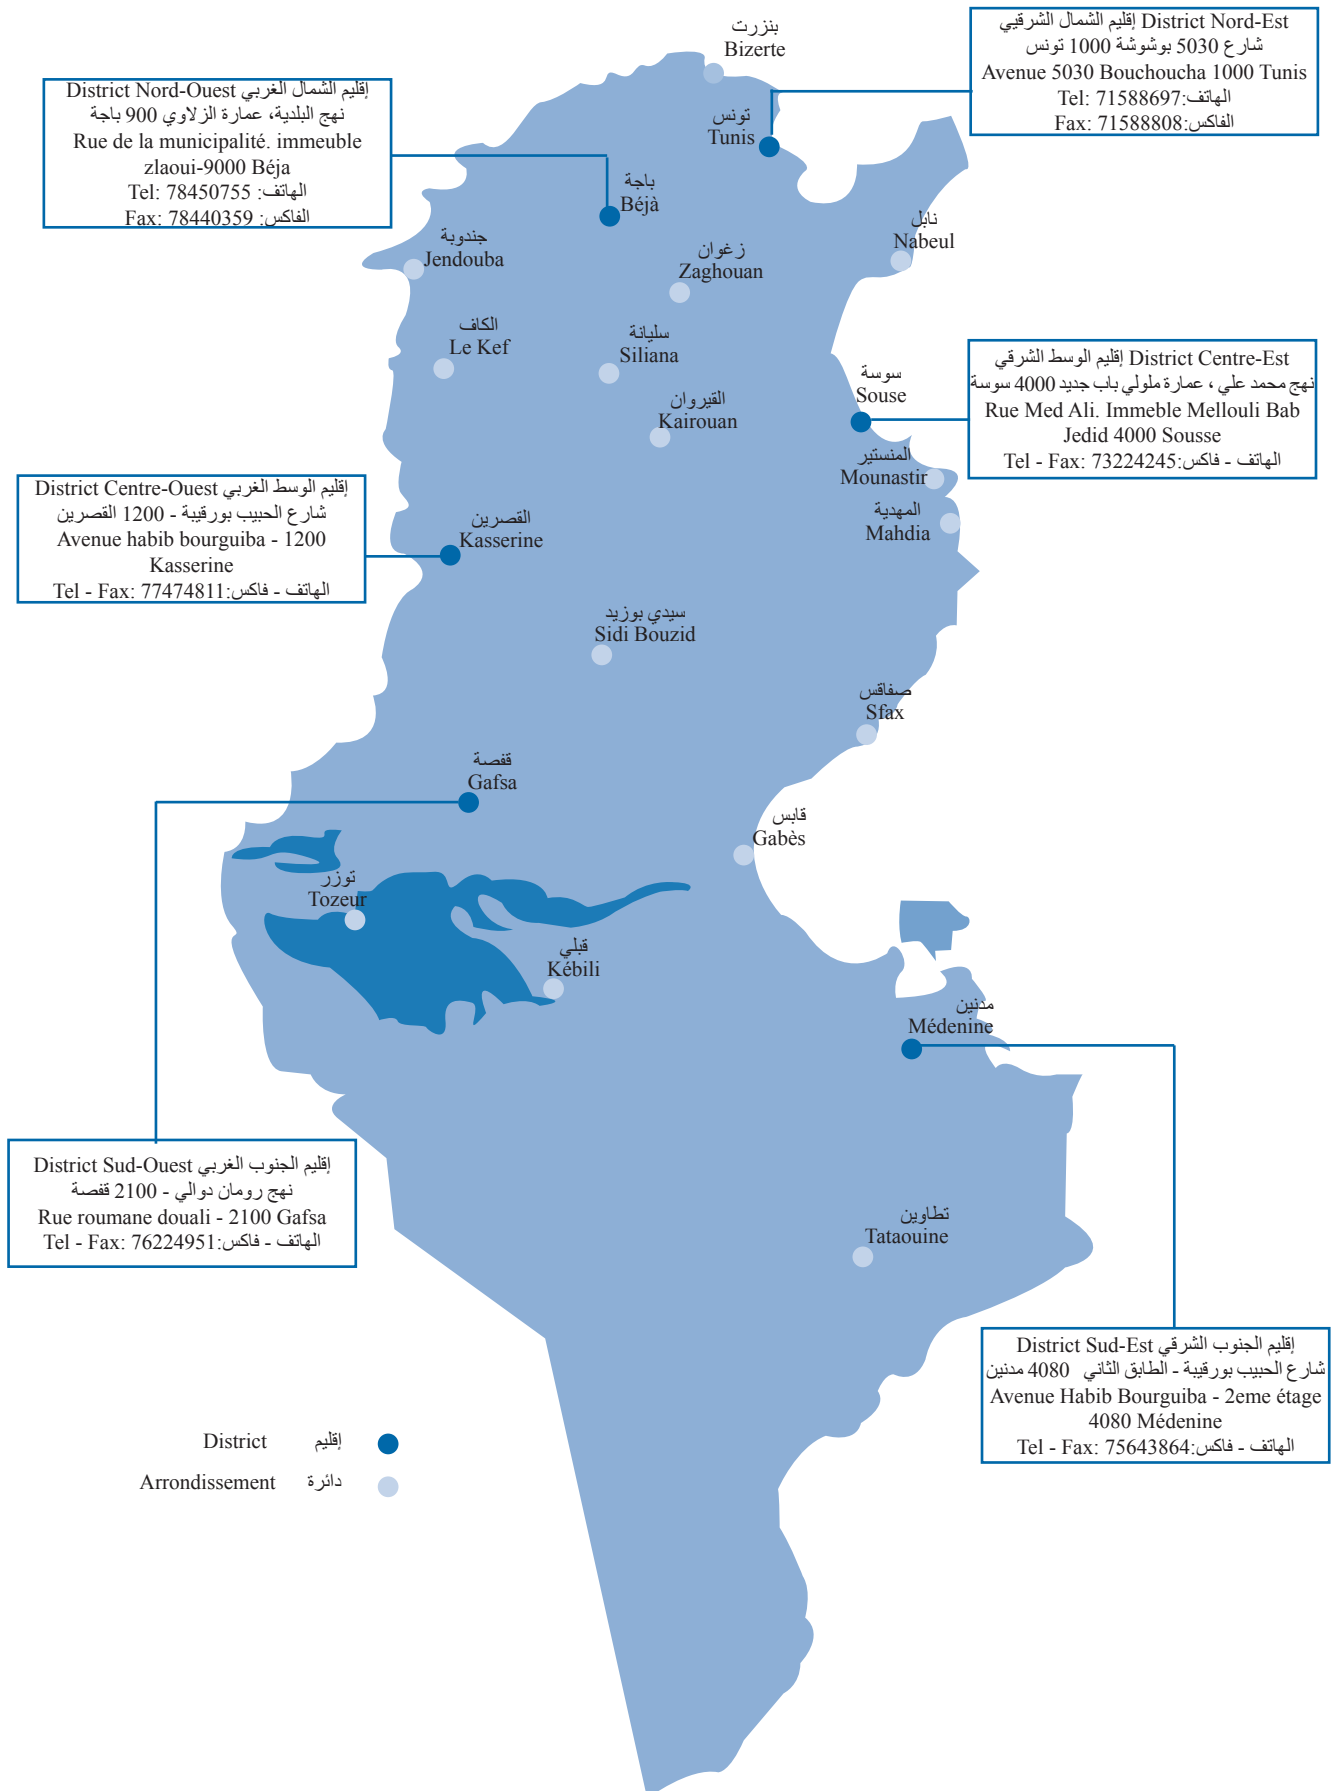 بنزرت
Bizerte
إقليم الشمال الشرقيي District Nord-Est
شارع 5030 بوشوشة 1000 تونس
Avenue 5030 Bouchoucha 1000 Tunis
Tel: 71588697:الهاتف
Fax: 71588808:الفاكس
إقليم الشمال الغربي District Nord-Ouest
نهج البلدية، عمارة الزلاوي 900 باجة
Rue de la municipalité. immeuble
zlaoui-9000 Béja
Tel: 78450755 :الهاتف
Fax: 78440359 :الفاكس
تونس
Tunis
باجة
Béjà
نابل
Nabeul
جندوبة
Jendouba
زغوان
Zaghouan
الكاف
Le Kef
سليانة
Siliana
سوسة
Souse
إقليم الوسط الشرقي District Centre-Est
نهج محمد علي ، عمارة ملولي باب جديد 4000 سوسة
Rue Med Ali. Immeble Mellouli Bab
Jedid 4000 Sousse
Tel - Fax: 73224245:الهاتف - فاكس
القيروان
Kairouan
المنستير
Mounastir
المهدية
Mahdia
إقليم الوسط الغربي District Centre-Ouest
شارع الحبيب بورقيبة - 1200 القصرين
Avenue habib bourguiba - 1200
Kasserine
Tel - Fax: 77474811:الهاتف - فاكس
القصرين
Kasserine
سيدي بوزيد
Sidi Bouzid
صفاقس
Sfax
قفصة
Gafsa
قابس
Gabès
توزر
Tozeur
قبلي
Kébili
مدنين
Médenine
إقليم الجنوب الغربي District Sud-Ouest
نهج رومان دوالي - 2100 قفصة
Rue roumane douali - 2100 Gafsa
Tel - Fax: 76224951:الهاتف - فاكس
تطاوين
Tataouine
إقليم الجنوب الشرقي District Sud-Est
شارع الحبيب بورقيبة - الطابق الثاني 4080 مدنين
Avenue Habib Bourguiba - 2eme étage
4080 Médenine
Tel - Fax: 75643864:الهاتف - فاكس
District إقليم
Arrondissement دائرة